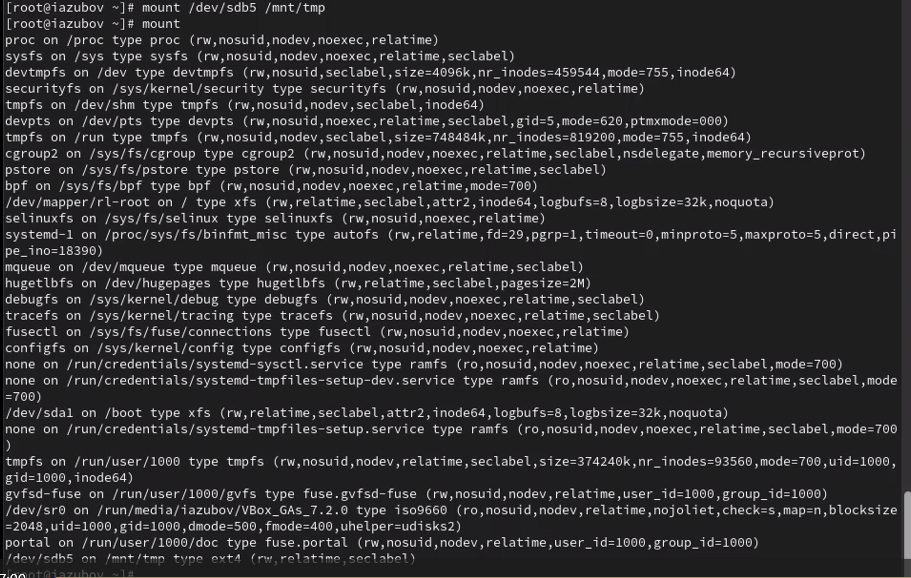 [root@iazubov ~]# mount /dev/sdb5 /mnt/tmp
[root@iazubov ~]# mount
proc on /proc type proc (rw,nosuid,nodev,noexec,relatime)
sysfs on /sys type sysfs (rw,nosuid,nodev,noexec,relatime,seclabel)
devtmpfs on /dev type devtmpfs (rw,nosuid,seclabel,size=4096k,nr_inodes=459544,mode=755,inode64)
securityfs on /sys/kernel/security type securityfs (rw,nosuid,nodev,noexec,relatime)
tmpfs on /dev/shm type tmpfs (rw,nosuid,nodev,seclabel,inode64)
devpts on /dev/pts type devpts (rw,nosuid,noexec,relatime,seclabel,gid=5,mode=620,ptmxmode=000)
tmpfs on /run type tmpfs (rw,nosuid,nodev,seclabel,size=748484k,nr_inodes=819200,mode=755,inode64)
cgroup2 on /sys/fs/cgroup type cgroup2 (rw,nosuid,nodev,noexec,relatime,seclabel,nsdelegate,memory_recursiveprot)
pstore on /sys/fs/pstore type pstore (rw,nosuid,nodev,noexec,relatime,seclabel)
bpf on /sys/fs/bpf type bpf (rw,nosuid,nodev,noexec,relatime,mode=700)
/dev/mapper/rl-root on / type xfs (rw,relatime,seclabel,attr2,inode64,logbufs=8,logbsize=32k,noquota)
selinuxfs on /sys/fs/selinux type selinuxfs (rw,nosuid,noexec,relatime)
systemd-1 on /proc/sys/fs/binfmt_misc type autofs (rw,relatime,fd=29,pgrp=1,timeout=0,minproto=5,maxproto=5,direct,pi
pe_ino=18390)
mqueue on /dev/mqueue type mqueue (rw,nosuid,nodev,noexec,relatime,seclabel)
hugetlbfs on /dev/hugepages type hugetlbfs (rw,relatime,seclabel,pagesize=2M)
debugfs on /sys/kernel/debug type debugfs (rw,nosuid,nodev,noexec,relatime,seclabel)
tracefs on /sys/kernel/tracing type tracefs (rw,nosuid,nodev,noexec,relatime,seclabel)
fusectl on /sys/fs/fuse/connections type fusectl (rw,nosuid,nodev,noexec,relatime)
configfs on /sys/kernel/config type configfs (rw,nosuid,nodev,noexec,relatime)
none on /run/credentials/systemd-sysctl.service type ramfs (ro,nosuid,nodev,noexec,relatime,seclabel,mode=700)
none on /run/credentials/systemd-tmpfiles-setup-dev.service type ramfs (ro,nosuid,nodev,noexec,relatime,seclabel,mode
=700)
/dev/sda1 on /boot type xfs (rw,relatime,seclabel,attr2,inode64,logbufs=8,logbsize=32k,noquota)
none on /run/credentials/systemd-tmpfiles-setup.service type ramfs (ro,nosuid,nodev,noexec,relatime,seclabel,mode=700
)
tmpfs on /run/user/1000 type tmpfs (rw,nosuid,nodev,relatime,seclabel,size=374240k,nr_inodes=93560,mode=700,uid=1000,
gid=1000,inode64)
gvfsd-fuse on /run/user/1000/gvfs type fuse.gvfsd-fuse (rw,nosuid,nodev,relatime,user_id=1000,group_id=1000)
/dev/sr0 on /run/media/iazubov/VBox_GAs_7.2.0 type iso9660 (ro,nosuid,nodev,relatime,nojoliet,check=s,map=n,blocksize
=2048,uid=1000,gid=1000,dmode=500,fmode=400,uhelper=udisks2)
portal on /run/user/1000/doc type fuse.portal (rw,nosuid,nodev,relatime,user_id=1000,group_id=1000)
/dev/sdb5 on /mnt/tmp type ext4 (rw,relatime,seclabel)